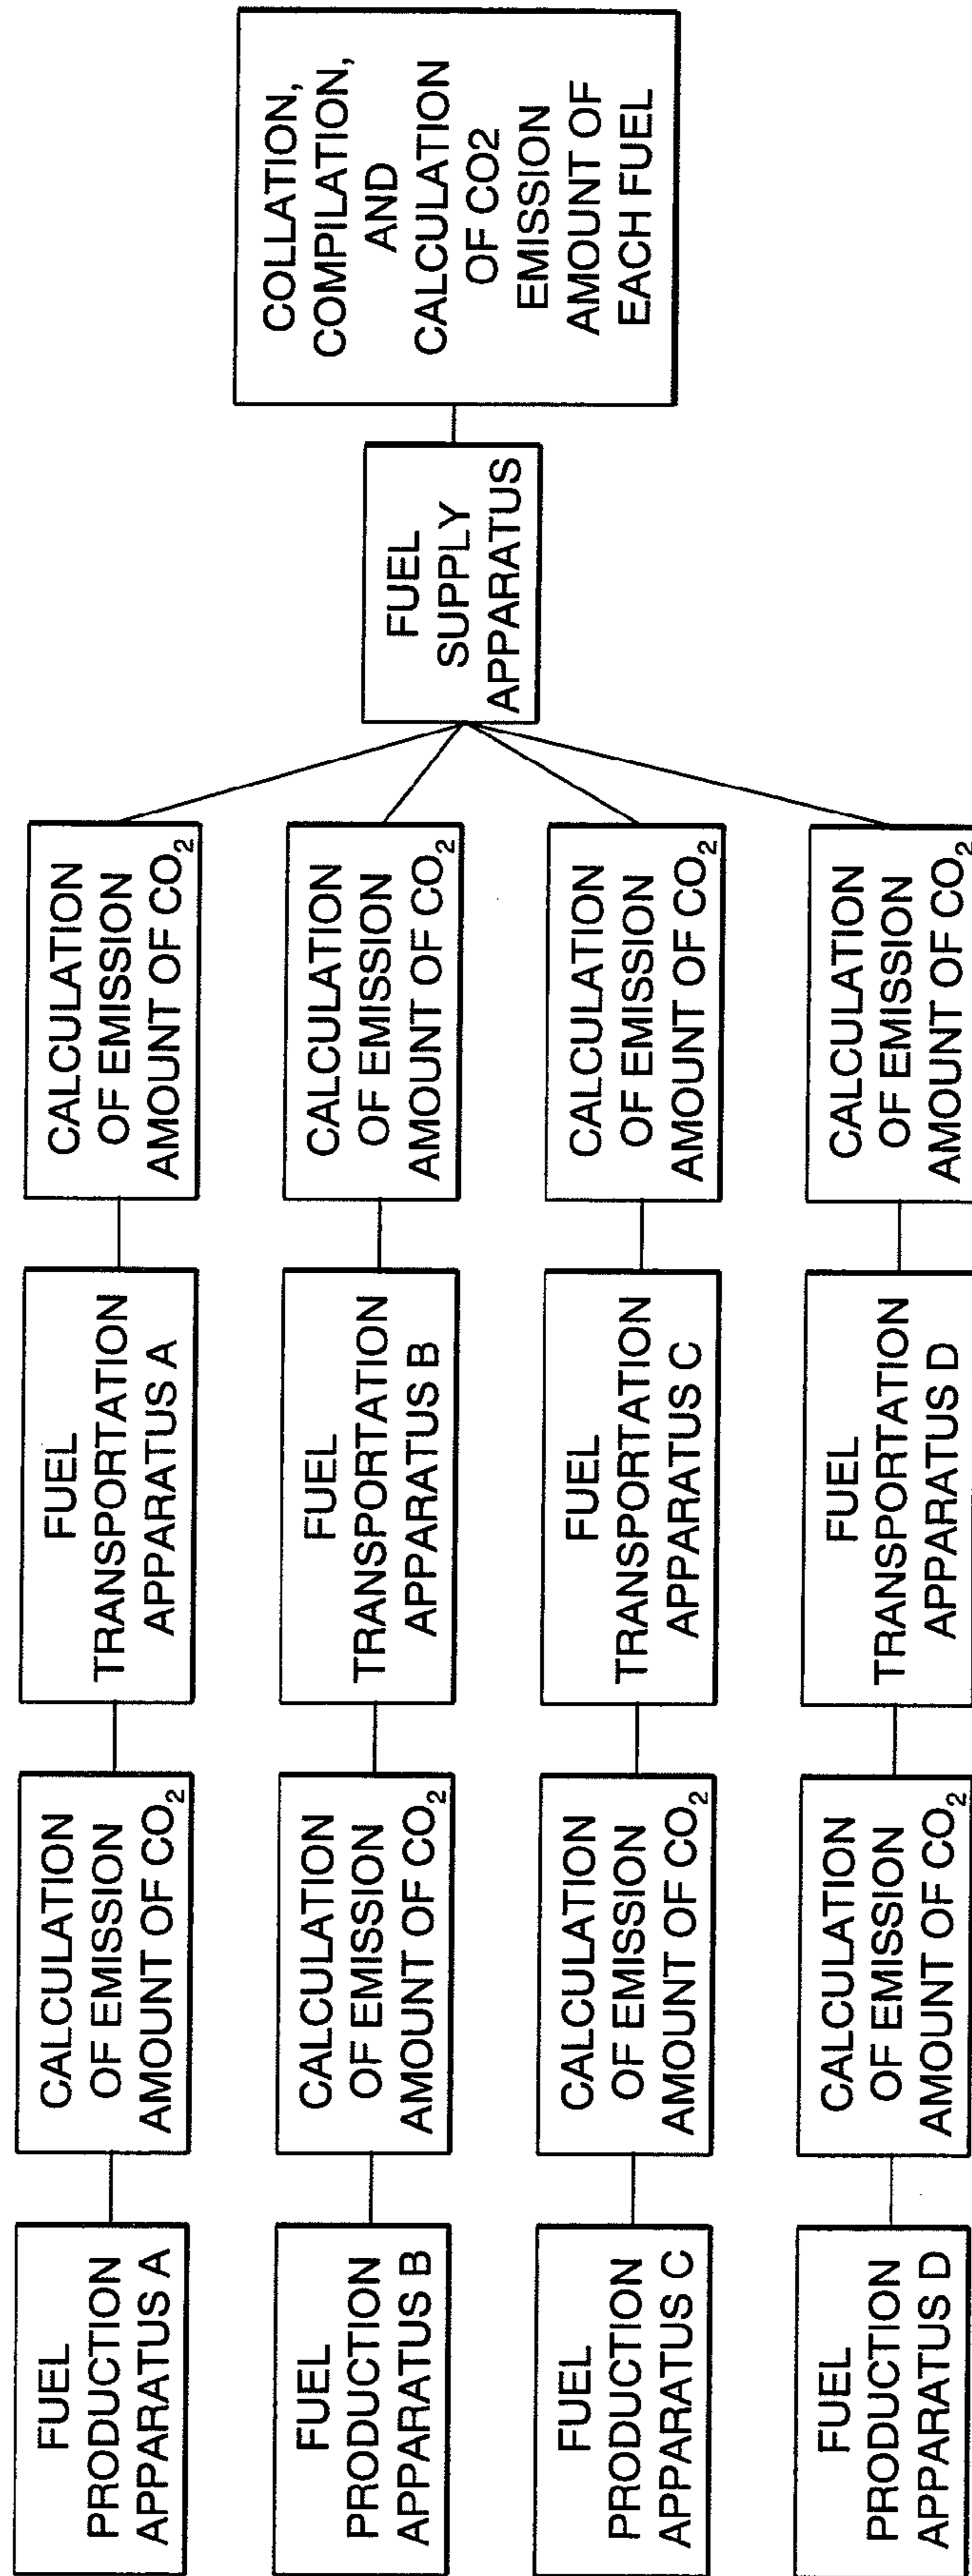 FUEL
PRODUCTION
APPARATUS A
CALCULATION
OF EMISSION
AMOUNT OF CO₂
FUEL
TRANSPORTATION
APPARATUS A
CALCULATION
OF EMISSION
AMOUNT OF CO₂
FUEL
PRODUCTION
APPARATUS B
CALCULATION
OF EMISSION
AMOUNT OF CO₂
FUEL
TRANSPORTATION
APPARATUS B
CALCULATION
OF EMISSION
AMOUNT OF CO₂
FUEL
PRODUCTION
APPARATUS C
CALCULATION
OF EMISSION
AMOUNT OF CO₂
FUEL
TRANSPORTATION
APPARATUS C
CALCULATION
OF EMISSION
AMOUNT OF CO₂
FUEL
PRODUCTION
APPARATUS D
CALCULATION
OF EMISSION
AMOUNT OF CO₂
FUEL
TRANSPORTATION
APPARATUS D
CALCULATION
OF EMISSION
AMOUNT OF CO₂
FUEL
SUPPLY
APPARATUS
COLLATION,
COMPILATION,
AND
CALCULATION
OF CO2
EMISSION
AMOUNT OF
EACH FUEL